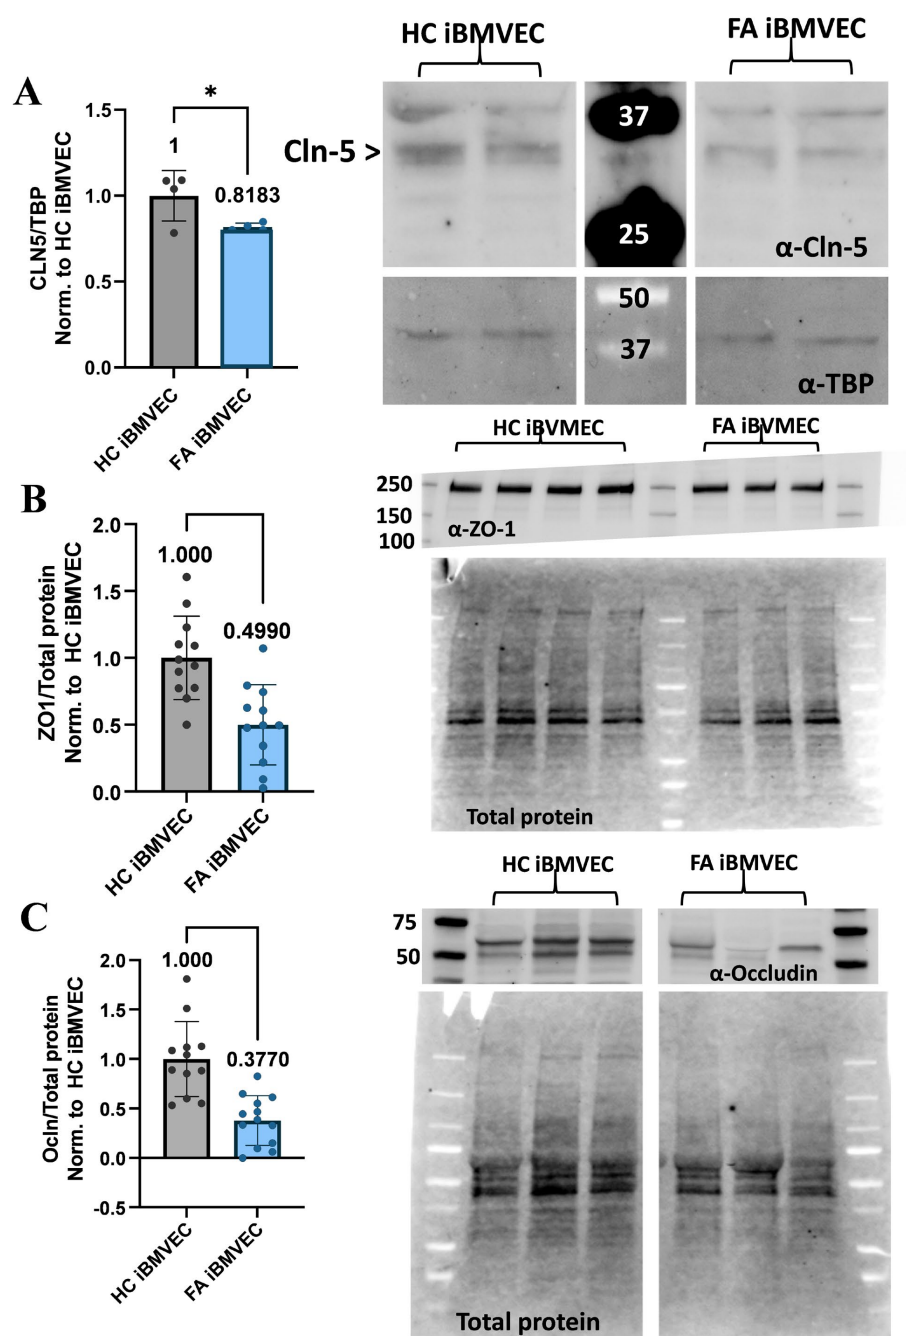 A
CLN5/TBP
Norm. to HC iBMVEC
1.5
1.0
0.5
0.0
*
1
0.8183
HC iBMVEC
FA iBMVEC
HC iBMVEC
FA iBMVEC
Cln-5 >
37
25
α-Cln-5
50
37
α-TBP
B
ZO1/Total protein
Norm. to HC iBMVEC
2.0
1.5
1.0
0.5
0.0
1.000
0.4990
HC iBMVEC
FA iBMVEC
HC iBVMEC
FA iBVMEC
250
150
100
α-ZO-1
Total protein
C
Ocln/Total protein
Norm. to HC iBMVEC
2.0
1.5
1.0
0.5
0.0
-0.5
1.000
0.3770
HC iBMVEC
FA iBMVEC
HC iBMVEC
FA iBMVEC
75
50
α-Occludin
Total protein